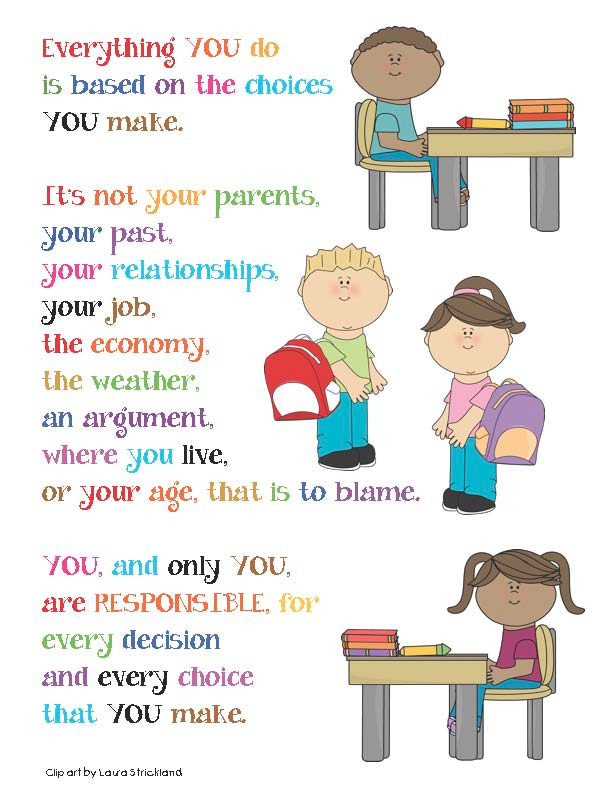 Everything YOU do
is based on the choices
YOU make.
It's not your parents,
your past,
your relationships,
your job,
the economy,
the weather,
an argument,
where you live,
or your age, that is to blame.
YOU, and only YOU,
are RESPONSIBLE, for
every decision
and every choice
that YOU make.
Clip art by Laura Strickland